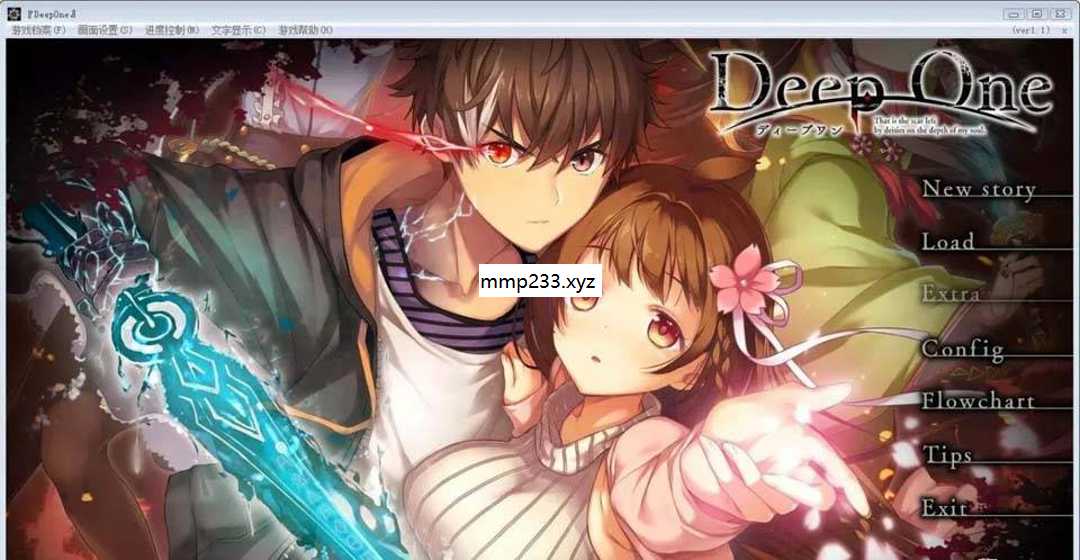 『DeepOne』
游戏档案(F) 画面设置(S) 进度控制(M) 文字显示(C) 游戏帮助(H) (ver1.1) x
Deep One
ディープワン
That is the scar left
by deities on the depth of my soul.
New story
Load
mmp233.xyz
Extra
Config
Flowchart
Tips
Exit